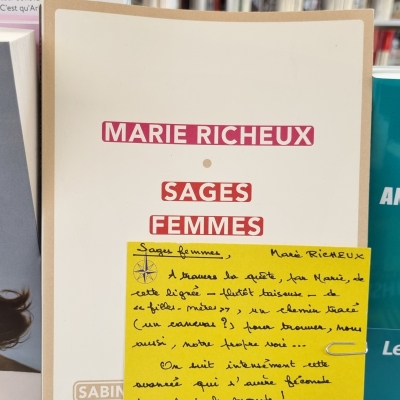 C'est qu'Ar
MARIE RICHEUX
SAGES
FEMMES
Sages femmes, Marie RICHEUX
A travers la quête, par Marie, de
cette lignée — plutôt taiseuse — de
« filles-mères », un chemin tracé
(un canevas ?) pour trouver, nous
aussi, notre propre voie ...
On suit intensément cette
avancée qui s'avère féconde
SABIN
Le